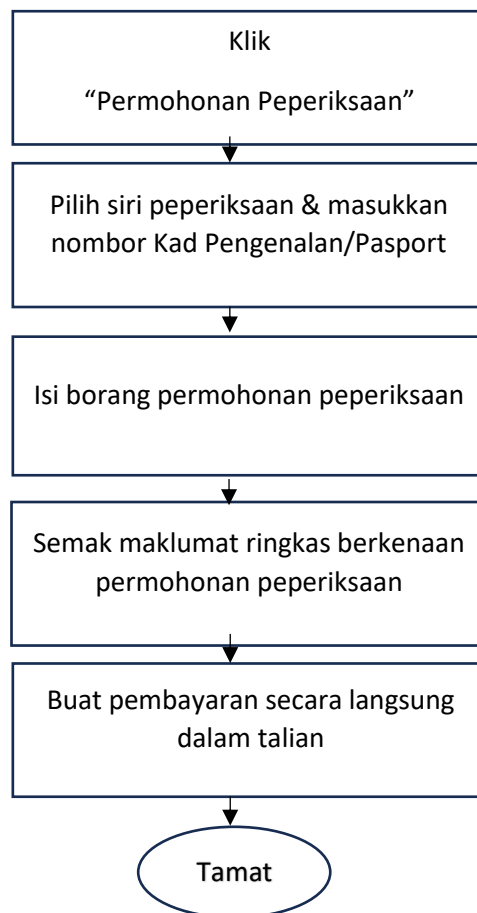 Klik
“Permohonan Peperiksaan”
Pilih siri peperiksaan & masukkan
nombor Kad Pengenalan/Pasport
Isi borang permohonan peperiksaan
Semak maklumat ringkas berkenaan
permohonan peperiksaan
Buat pembayaran secara langsung
dalam talian
Tamat